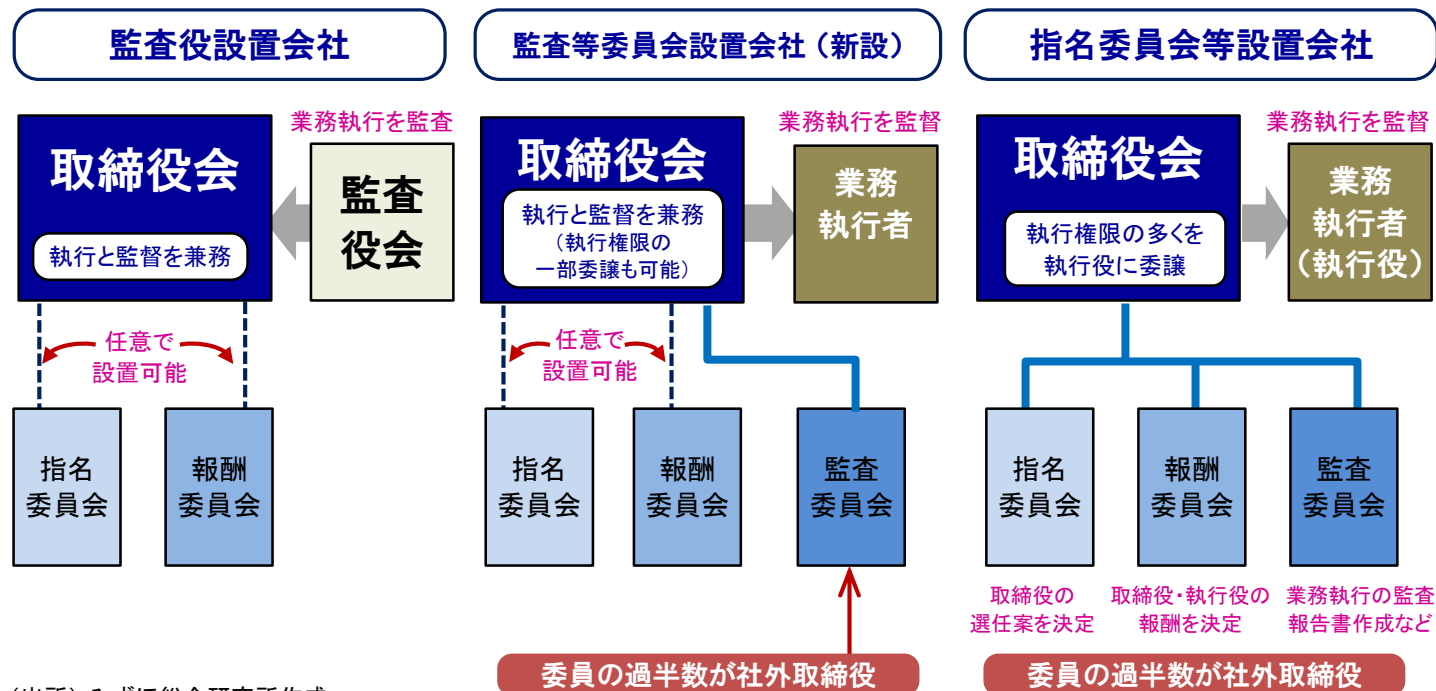 監査役設置会社
業務執行を監査
取締役会
執行と監督を兼務
監査
役会
任意で
設置可能
指名
委員会
報酬
委員会
監査等委員会設置会社（新設）
業務執行を監督
取締役会
執行と監督を兼務
（執行権限の
一部委譲も可能）
業務
執行者
任意で
設置可能
指名
委員会
報酬
委員会
監査
委員会
委員の過半数が社外取締役
指名委員会等設置会社
業務執行を監督
取締役会
執行権限の多くを
執行役に委譲
業務
執行者
（執行役）
指名
委員会
報酬
委員会
監査
委員会
取締役の
選任案を決定
取締役・執行役の
報酬を決定
業務執行の監査
報告書作成など
委員の過半数が社外取締役